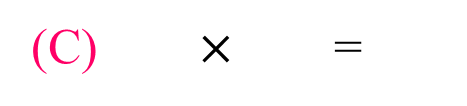 (C) × =